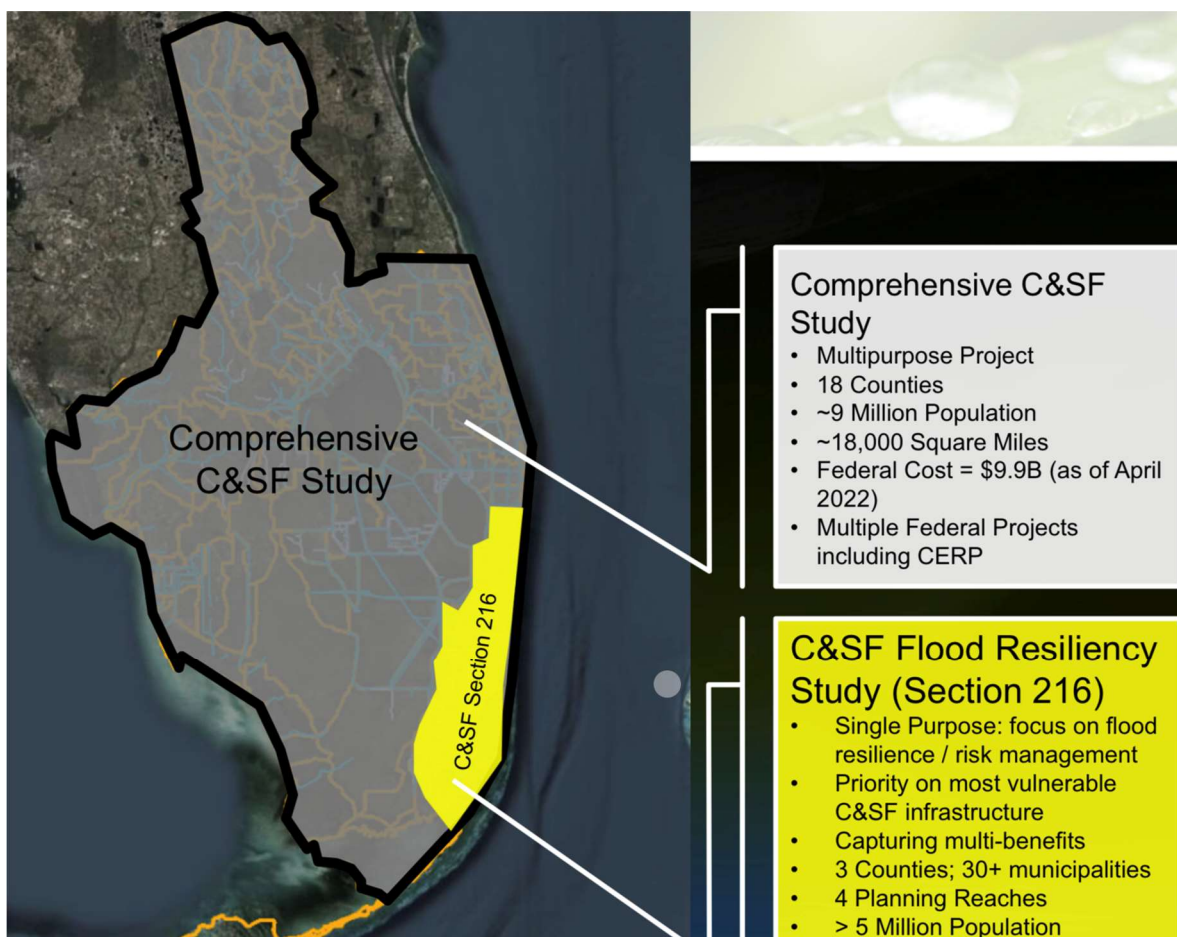 Comprehensive
C&SF Study
C&SF Section 216
Comprehensive C&SF
Study
• Multipurpose Project
• 18 Counties
• ~9 Million Population
• ~18,000 Square Miles
• Federal Cost = $9.9B (as of April
2022)
• Multiple Federal Projects
including CERP
C&SF Flood Resiliency
Study (Section 216)
• Single Purpose: focus on flood
resilience / risk management
• Priority on most vulnerable
C&SF infrastructure
• Capturing multi-benefits
• 3 Counties; 30+ municipalities
• 4 Planning Reaches
• > 5 Million Population